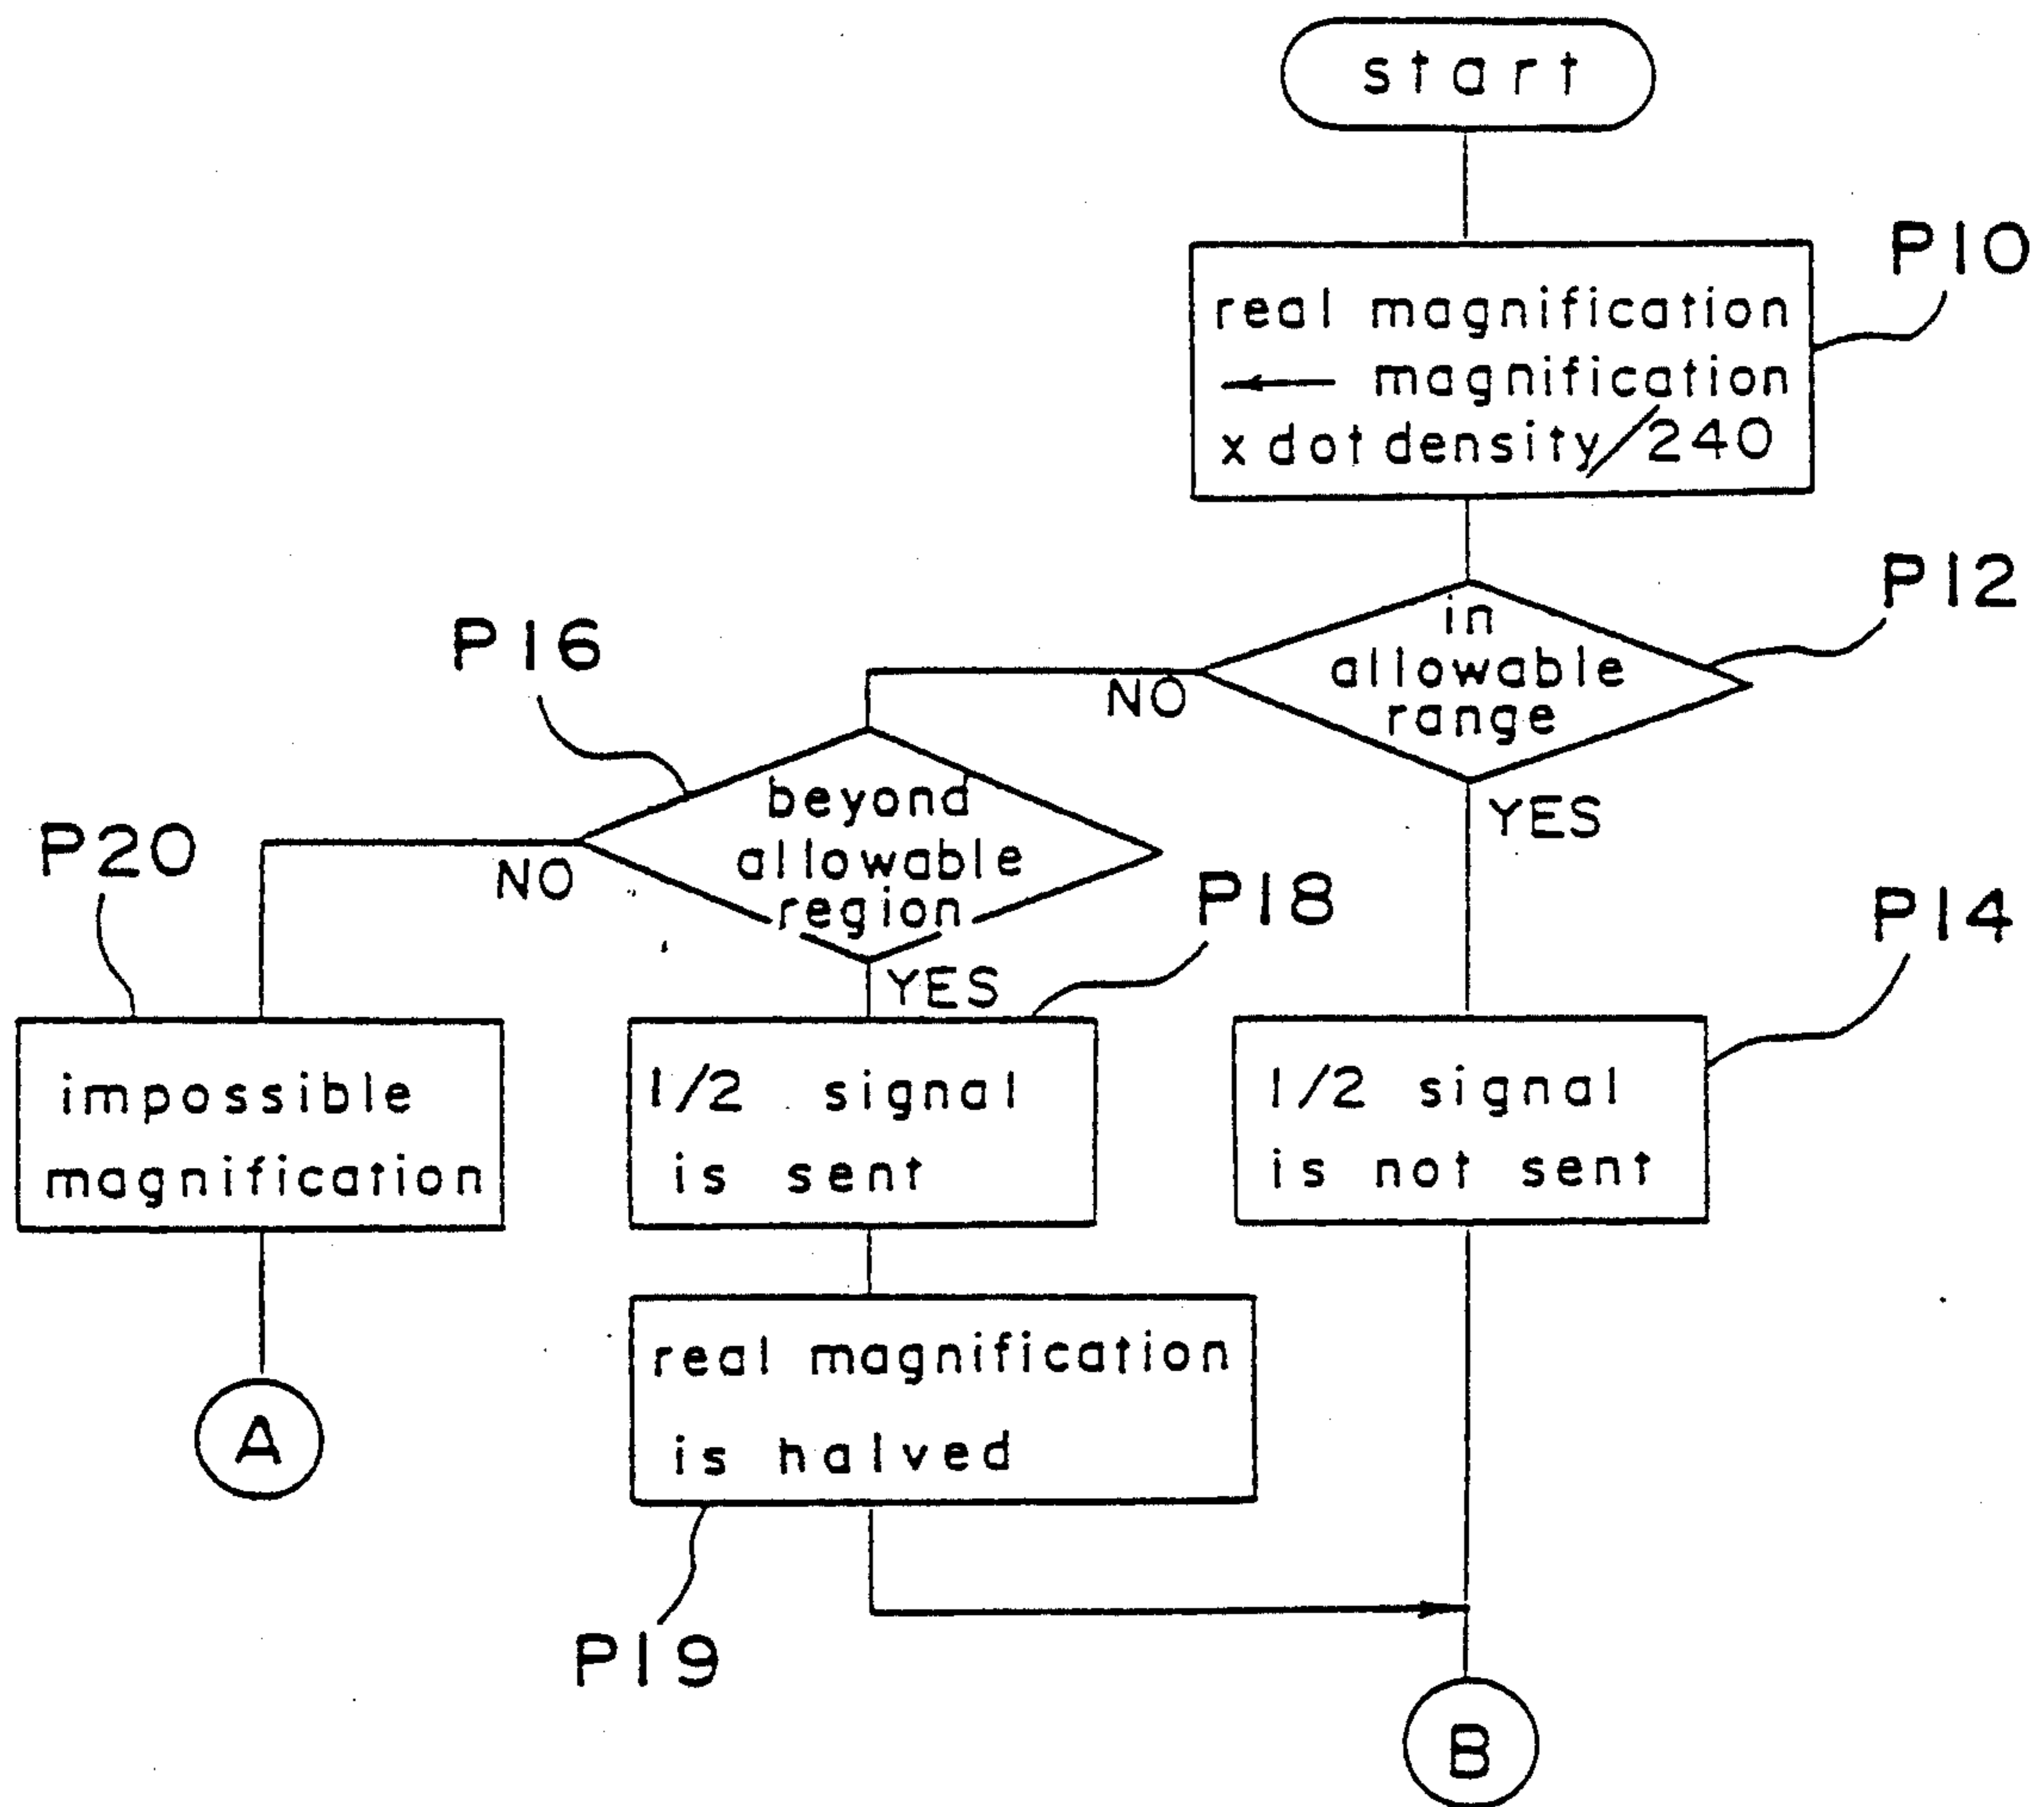 start
P10
real magnification
← magnification
x dot density/240
P12
in
allowable
range
NO
YES
P16
beyond
allowable
region
NO
YES
P20
P18
P14
impossible
magnification
1/2 signal
is sent
1/2 signal
is not sent
real magnification
is halved
P19
A
B